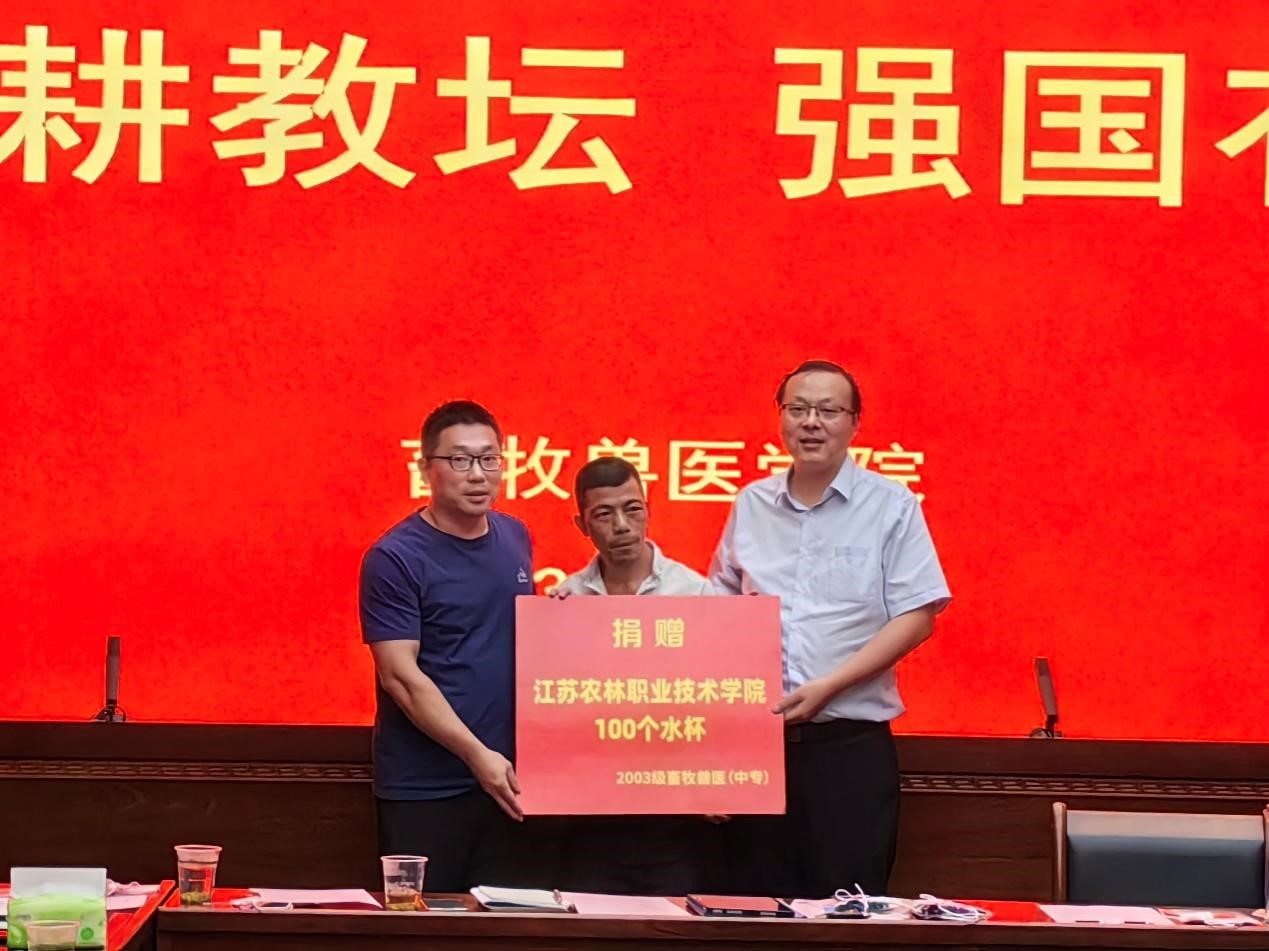 耕教坛 强国
畜牧兽医学院
捐赠
江苏农林职业技术学院
100个水杯
2003级畜牧兽医(中专)